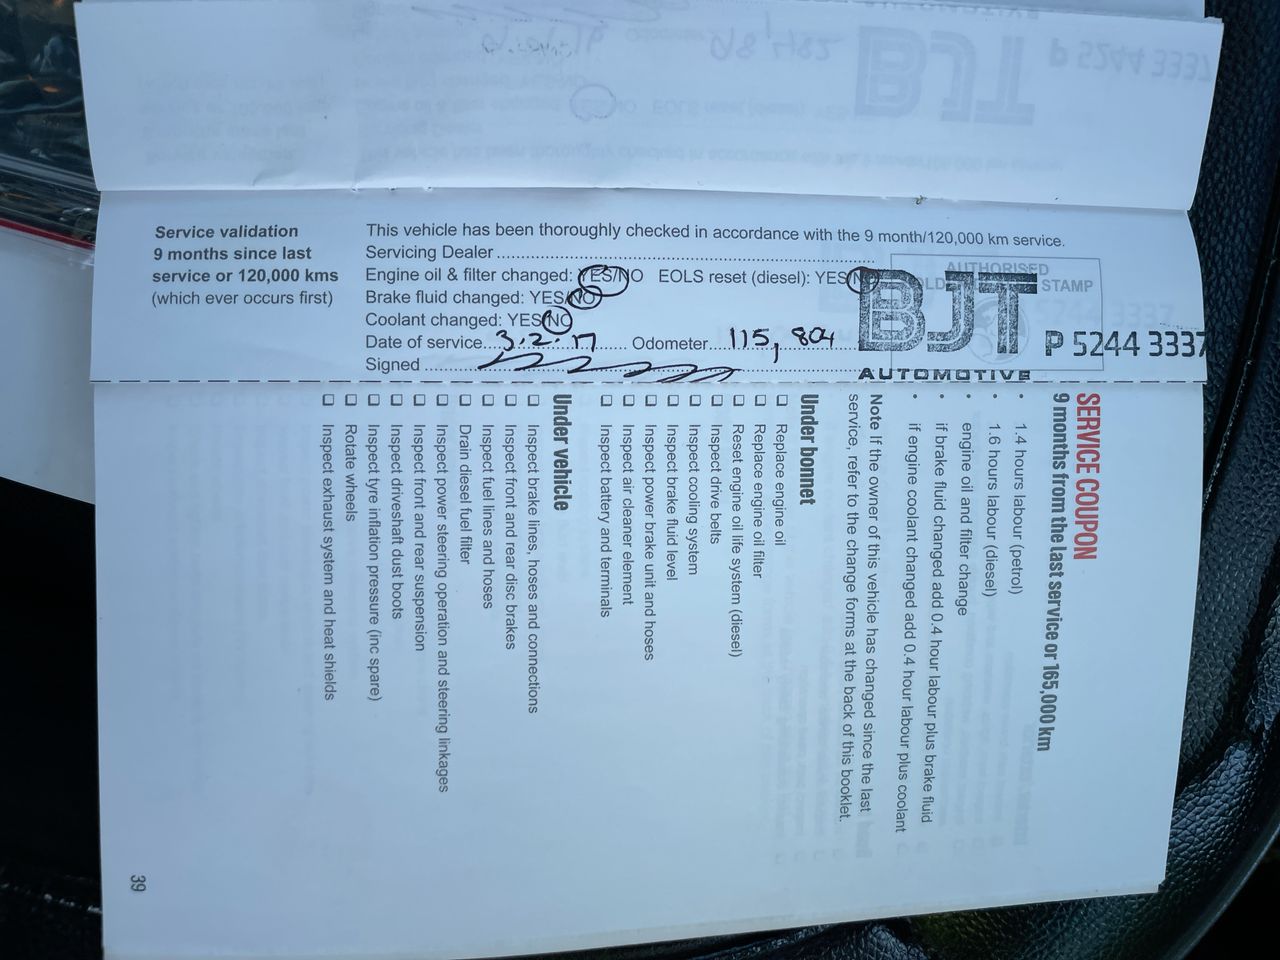 Service validation
9 months since last
service or 120,000 kms
(which ever occurs first)
This vehicle has been thoroughly checked in accordance with the 9 month/120,000 km service.
Servicing Dealer
Engine oil & filter changed: YES/NO EOLS reset (diesel): YES/NO
Brake fluid changed: YES/NO
Coolant changed: YES/NO
Date of service 3.2.17 Odometer 115,804
Signed
AUTHORISED
STAMP
BJT
AUTOMOTIVE
P 5244 3337
SERVICE COUPON
9 months from the last service or 165,000 km
• 1.4 hours labour (petrol)
• 1.6 hours labour (diesel)
• engine oil and filter change
• if brake fluid changed add 0.4 hour labour plus brake fluid
• if engine coolant changed add 0.4 hour labour plus coolant
Note If the owner of this vehicle has changed since the last
service, refer to the change forms at the back of this booklet.
Under bonnet
❏ Replace engine oil
❏ Replace engine oil filter
❏ Reset engine oil life system (diesel)
❏ Inspect drive belts
❏ Inspect cooling system
❏ Inspect brake fluid level
❏ Inspect power brake unit and hoses
❏ Inspect air cleaner element
❏ Inspect battery and terminals
Under vehicle
❏ Inspect brake lines, hoses and connections
❏ Inspect front and rear disc brakes
❏ Inspect fuel lines and hoses
❏ Drain diesel fuel filter
❏ Inspect power steering operation and steering linkages
❏ Inspect front and rear suspension
❏ Inspect driveshaft dust boots
❏ Inspect tyre inflation pressure (inc spare)
❏ Rotate wheels
❏ Inspect exhaust system and heat shields
39